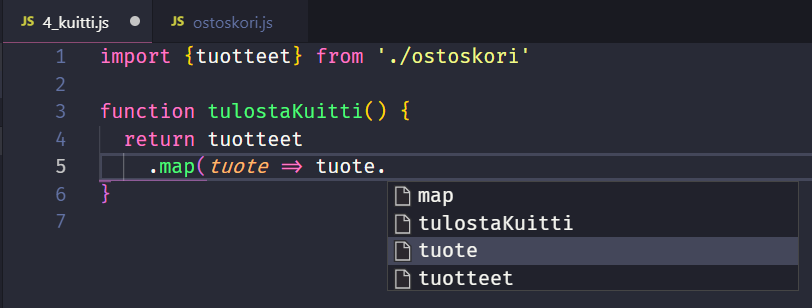 JS 4_kuitti.js ●
JS ostoskori.js
1 import {tuotteet} from './ostoskori'
2
3 function tulostaKuitti() {
4 return tuotteet
5 .map(tuote => tuote.
6 }
7
map
tulostaKuitti
tuote
tuotteet